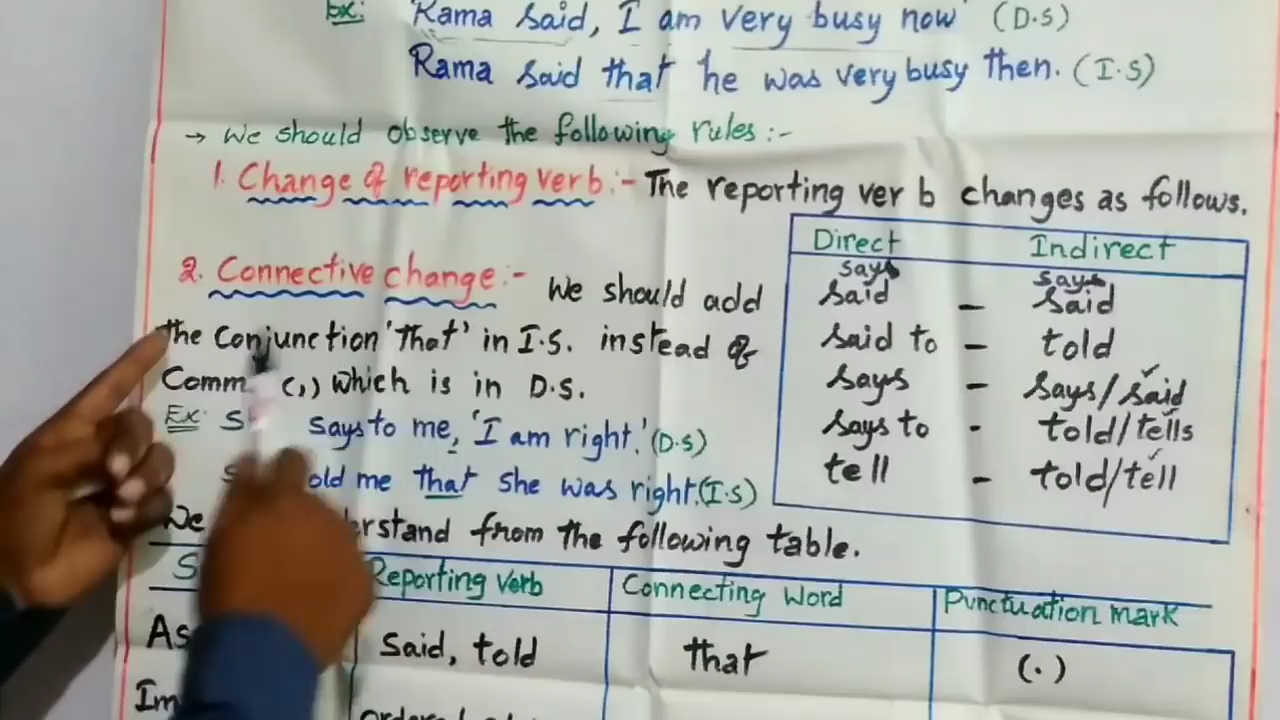 Ex: Rama said, I am very busy now (D.S)
Rama said that he was very busy then. (I.S)
→ We should observe the following rules :-
1. Change of reporting verb :- The reporting ver b changes as follows.
2. Connective change :- We should add
the conjunction 'that' in I.S. instead of
Comm (,) which is in D.S.
Ex: says to me, 'I am right.' (D.S)
me that she was right. (I.S)
Direct Indirect
says says
said - said
said to - told
says - says/said
says to - told/tells
tell - told/tell
We from the following table.
Reporting verb Connecting word Punctuation mark
said, told that (.)